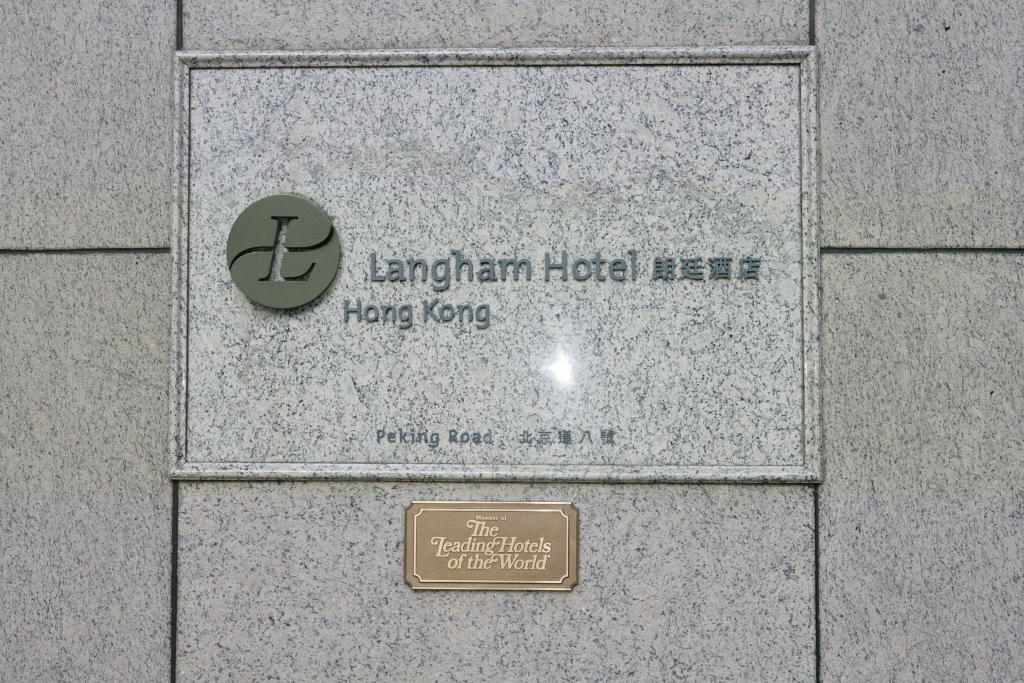 L
Langham Hotel 朗廷酒店
Hong Kong
Peking Road 北京道八號
Member of
The
Leading Hotels
of the World